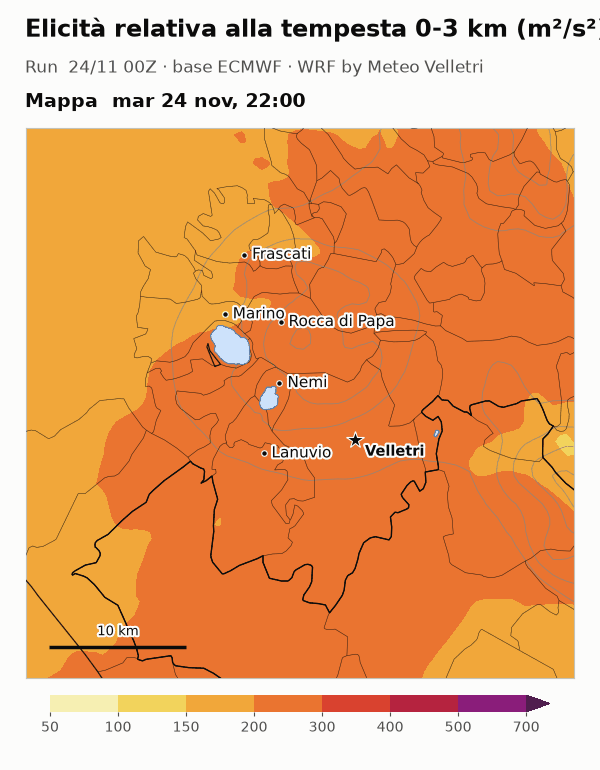 Elicità relativa alla tempesta 0-3 km (m²/s²)
Run  24/11 00Z · base ECMWF · WRF by Meteo Velletri
Mappa  mar 24 nov, 22:00
Frascati
Marino
Rocca di Papa
Nemi
Velletri
Lanuvio
10 km
50 100 150 200 300 400 500 700